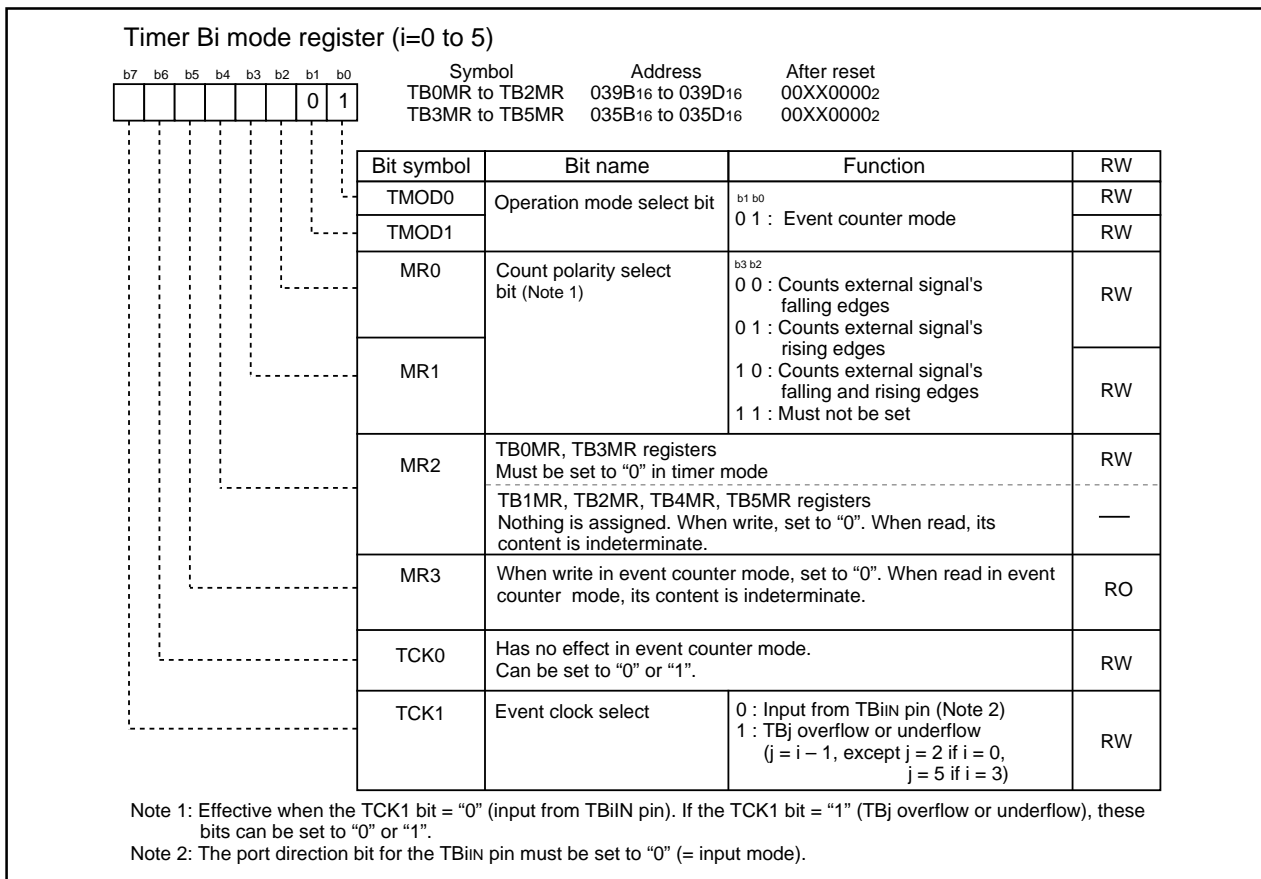 Timer Bi mode register (i=0 to 5)
b7 b6 b5 b4 b3 b2 b1 b0
0 1
Symbol Address After reset
TB0MR to TB2MR 039B16 to 039D16 00XX00002
TB3MR to TB5MR 035B16 to 035D16 00XX00002
Bit symbol Bit name Function RW
TMOD0 Operation mode select bit b1 b0 RW
0 1 : Event counter mode
TMOD1 RW
MR0 Count polarity select b3 b2
bit (Note 1) 0 0 : Counts external signal's
falling edges RW
0 1 : Counts external signal's
rising edges
MR1 1 0 : Counts external signal's
falling and rising edges RW
1 1 : Must not be set
MR2 TB0MR, TB3MR registers RW
Must be set to “0” in timer mode
TB1MR, TB2MR, TB4MR, TB5MR registers
Nothing is assigned. When write, set to “0”. When read, its —
content is indeterminate.
MR3 When write in event counter mode, set to “0”. When read in event RO
counter mode, its content is indeterminate.
TCK0 Has no effect in event counter mode. RW
Can be set to “0” or “1”.
TCK1 Event clock select 0 : Input from TBiIN pin (Note 2)
1 : TBj overflow or underflow RW
(j = i – 1, except j = 2 if i = 0,
j = 5 if i = 3)
Note 1: Effective when the TCK1 bit = “0” (input from TBiIN pin). If the TCK1 bit = “1” (TBj overflow or underflow), these
bits can be set to “0” or “1”.
Note 2: The port direction bit for the TBiIN pin must be set to “0” (= input mode).